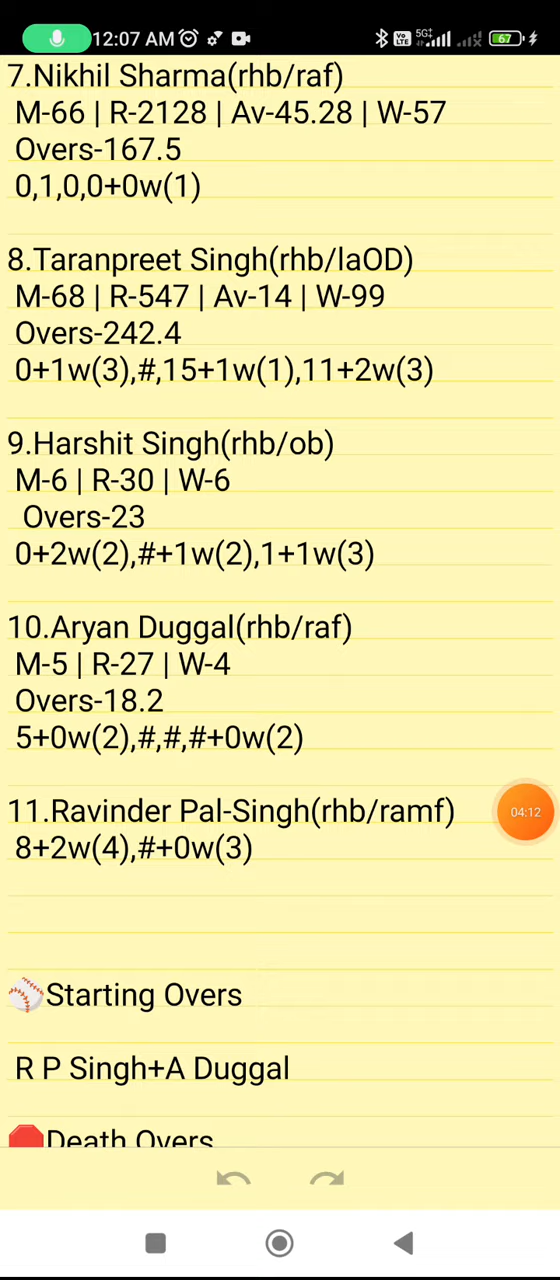 12:07 AM
5G+
67
7.Nikhil Sharma(rhb/raf)
M-66 | R-2128 | Av-45.28 | W-57
Overs-167.5
0,1,0,0+0w(1)
8.Taranpreet Singh(rhb/laOD)
M-68 | R-547 | Av-14 | W-99
Overs-242.4
0+1w(3),#,15+1w(1),11+2w(3)
9.Harshit Singh(rhb/ob)
M-6 | R-30 | W-6
Overs-23
0+2w(2),#+1w(2),1+1w(3)
10.Aryan Duggal(rhb/raf)
M-5 | R-27 | W-4
Overs-18.2
5+0w(2),#,#,#+0w(2)
11.Ravinder Pal-Singh(rhb/ramf)
04:12
8+2w(4),#+0w(3)
Starting Overs
R P Singh+A Duggal
Death Overs